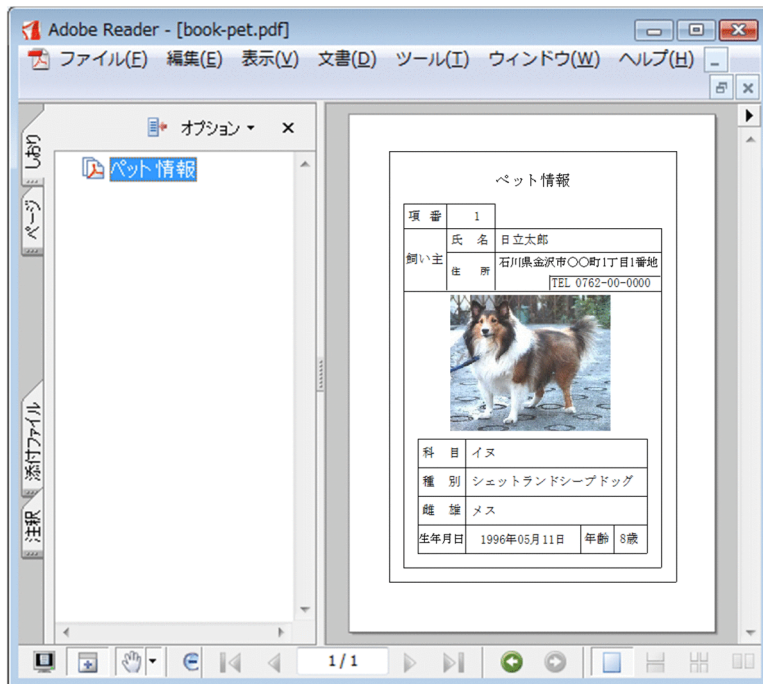 Adobe Reader - [book-pet.pdf]
ファイル(F) 編集(E) 表示(V) 文書(D) ツール(T) ウィンドウ(W) ヘルプ(H)
オプション
しおり
ページ
添付ファイル
注釈
ペット情報
ペット情報
項 番 1
飼い主 氏 名 日立太郎
住 所 石川県金沢市〇〇町1丁目1番地
TEL 0762-00-0000
科 目 イヌ
種 別 シェットランドシープドッグ
雌 雄 メス
生年月日 1996年05月11日 年齢 8歳
1/1